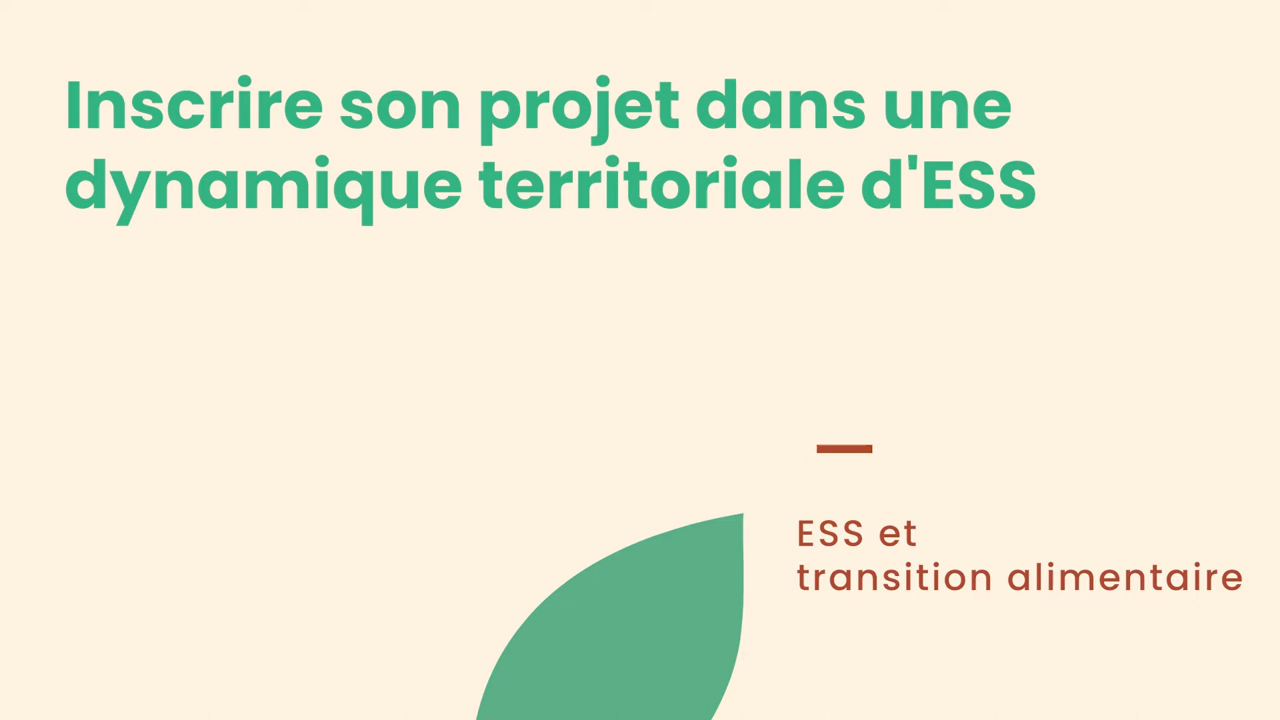 Inscrire son projet dans une
dynamique territoriale d'ESS
ESS et
transition alimentaire